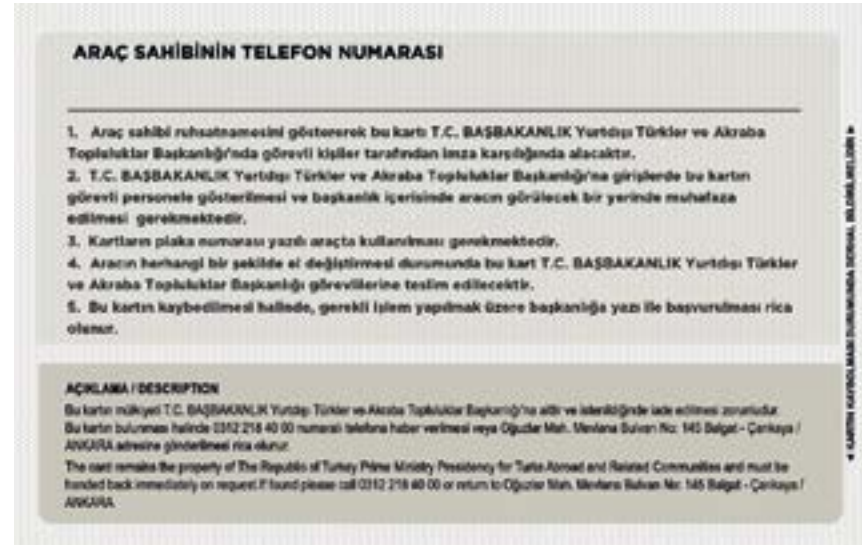 ARAÇ SAHİBİNİN TELEFON NUMARASI
1. Araç sahibi ruhsatnamesini göstererek bu kartı T.C. BAŞBAKANLIK Yurtdışı Türkler ve Akraba
Topluluklar Başkanlığı'nda görevli kişiler tarafından imza karşılığında alacaktır.
2. T.C. BAŞBAKANLIK Yurtdışı Türkler ve Akraba Topluluklar Başkanlığı'na girişlerde bu kartın
görevli personele gösterilmesi ve başkanlık içerisinde aracın görülecek bir yerinde muhafaza
edilmesi gerekmektedir.
3. Kartların plaka numarası yazılı araçta kullanılması gerekmektedir.
4. Aracın herhangi bir şekilde el değiştirmesi durumunda bu kart T.C. BAŞBAKANLIK Yurtdışı Türkler
ve Akraba Topluluklar Başkanlığı görevlilerine teslim edilecektir.
5. Bu kartın kaybedilmesi halinde, gerekli işlem yapılmak üzere başkanlığa yazı ile başvurulması rica
olunur.
AÇIKLAMA / DESCRIPTION
Bu kartın mülkiyeti T.C. BAŞBAKANLIK Yurtdışı Türkler ve Akraba Topluluklar Başkanlığı'na aittir ve istenildiğinde iade edilmesi zorunludur.
Bu kartın bulunması halinde 0312 218 40 00 numaralı telefona haber verilmesi veya Oğuzlar Mah. Mevlana Bulvarı No: 145 Balgat - Çankaya /
ANKARA adresine gönderilmesi rica olunur.
The card remains the property of The Republic of Turkey Prime Ministry Presidency for Turks Abroad and Related Communities and must be
handed back immediately on request. If found please call 0312 218 40 00 or return to Oğuzlar Mah. Mevlana Bulvarı No: 145 Balgat - Çankaya /
ANKARA
◄ KARTIN KAYBOLMASI DURUMUNDA DERHAL BİLDİRİLMELİDİR ►